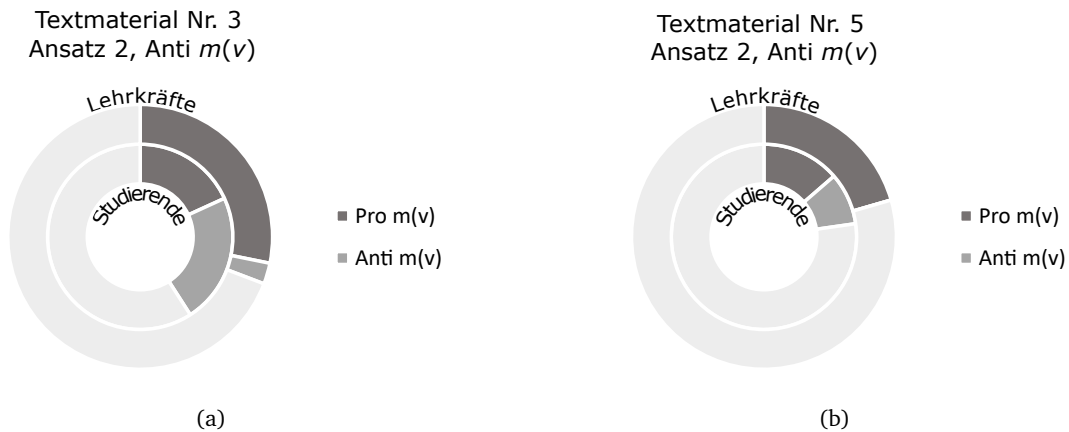 Textmaterial Nr. 3
Ansatz 2, Anti m(v)
Lehrkräfte
Studierende
Pro m(v)
Anti m(v)
(a)
Textmaterial Nr. 5
Ansatz 2, Anti m(v)
Lehrkräfte
Studierende
Pro m(v)
Anti m(v)
(b)